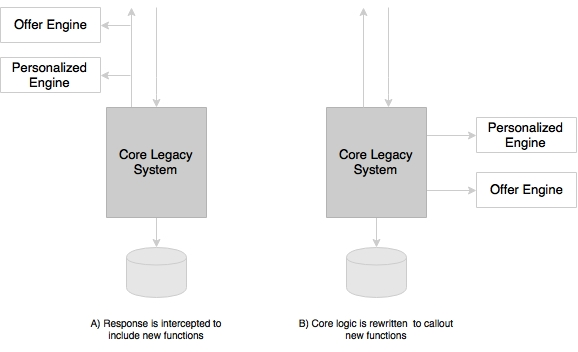 Offer Engine
Personalized
Engine
Core Legacy
System
A) Response is intercepted to
include new functions
Core Legacy
System
Personalized
Engine
Offer Engine
B) Core logic is rewritten to callout
new functions